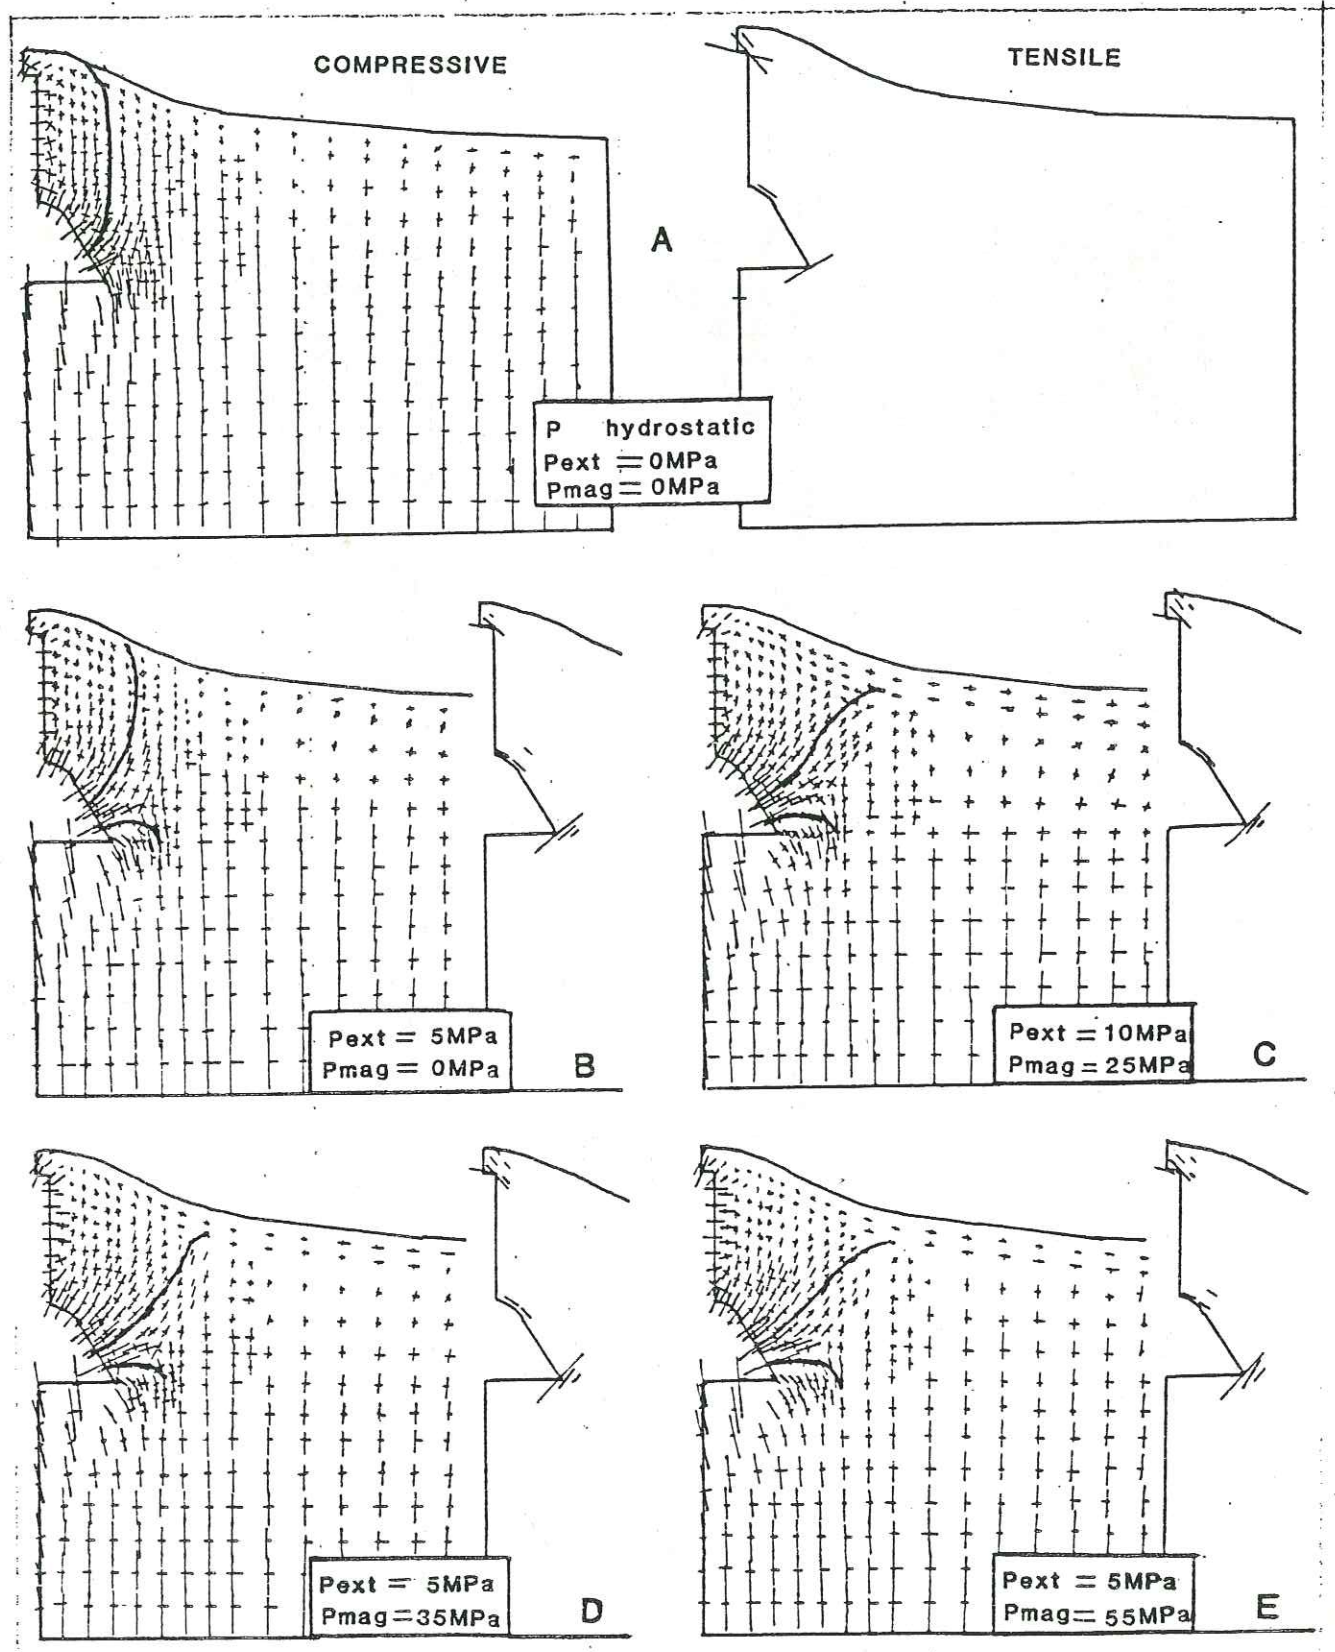 COMPRESSIVE
TENSILE
A
P hydrostatic
Pext = 0MPa
Pmag = 0MPa
Pext = 5MPa
Pmag = 0MPa
B
Pext = 10MPa
Pmag = 25MPa
C
Pext = 5MPa
Pmag = 35MPa
D
Pext = 5MPa
Pmag = 55MPa
E